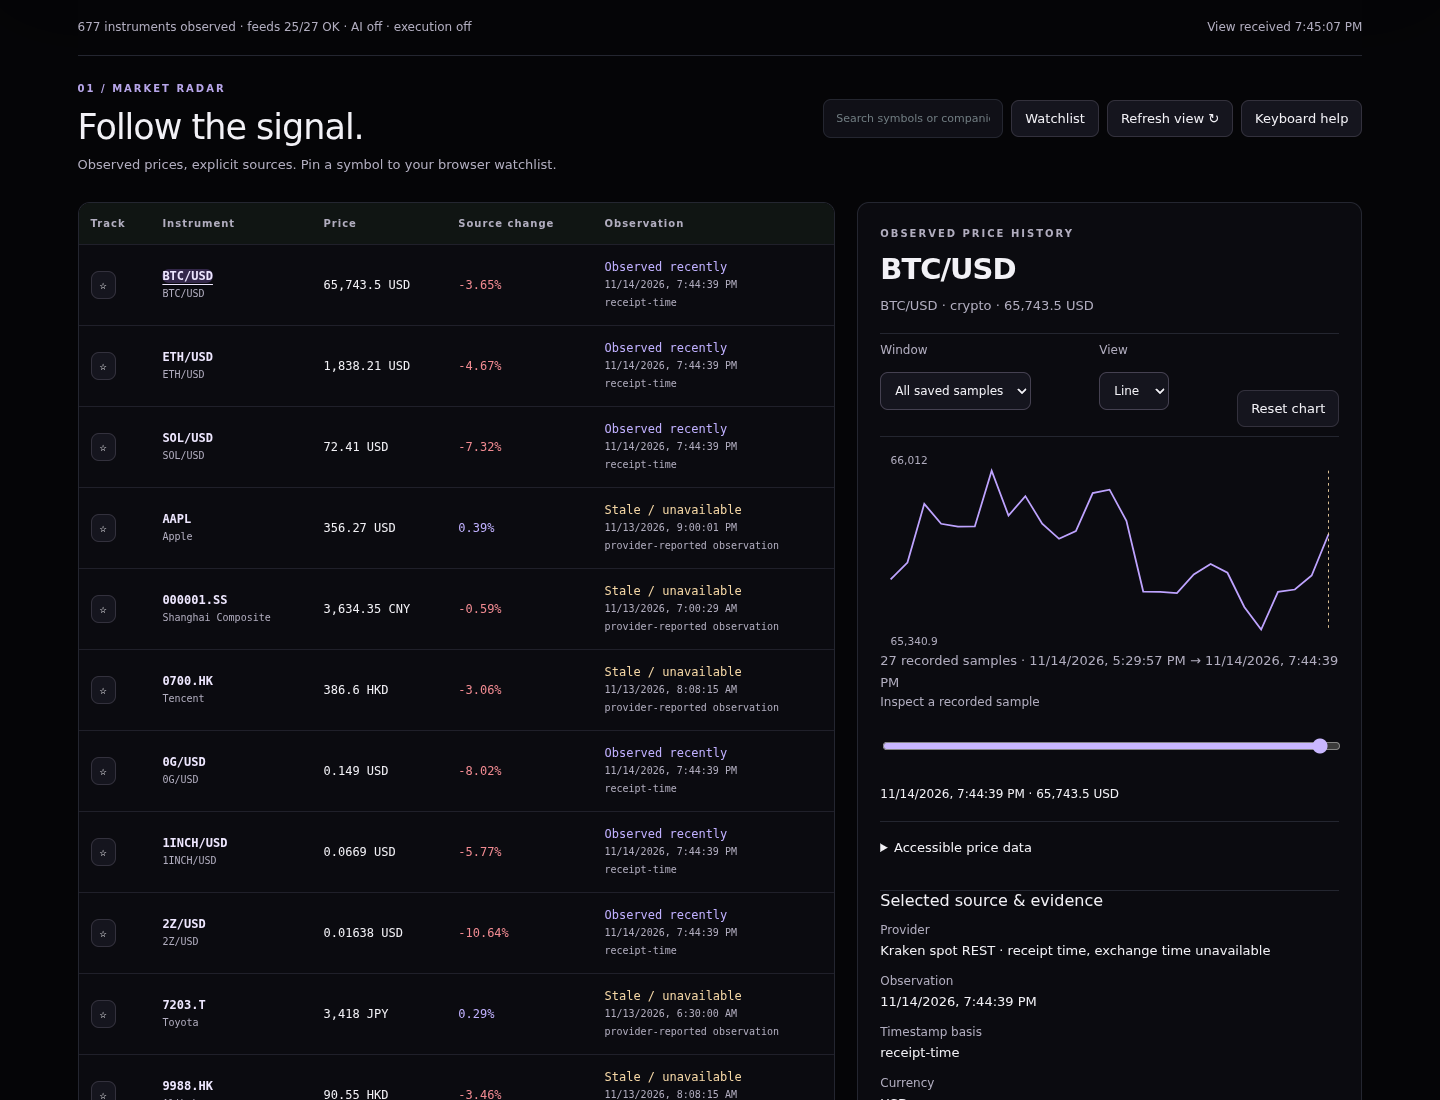 677 instruments observed · feeds 25/27 OK · AI off · execution off
View received 7:45:07 PM
01 / MARKET RADAR
Follow the signal.
Observed prices, explicit sources. Pin a symbol to your browser watchlist.
Search symbols or compani
Watchlist
Refresh view ↻
Keyboard help
Track Instrument Price Source change Observation
☆ BTC/USD 65,743.5 USD -3.65% Observed recently
BTC/USD 11/14/2026, 7:44:39 PM
receipt-time
☆ ETH/USD 1,838.21 USD -4.67% Observed recently
ETH/USD 11/14/2026, 7:44:39 PM
receipt-time
☆ SOL/USD 72.41 USD -7.32% Observed recently
SOL/USD 11/14/2026, 7:44:39 PM
receipt-time
☆ AAPL 356.27 USD 0.39% Stale / unavailable
Apple 11/13/2026, 9:00:01 PM
provider-reported observation
☆ 000001.SS 3,634.35 CNY -0.59% Stale / unavailable
Shanghai Composite 11/13/2026, 7:00:29 AM
provider-reported observation
☆ 0700.HK 386.6 HKD -3.06% Stale / unavailable
Tencent 11/13/2026, 8:08:15 AM
provider-reported observation
☆ 0G/USD 0.149 USD -8.02% Observed recently
0G/USD 11/14/2026, 7:44:39 PM
receipt-time
☆ 1INCH/USD 0.0669 USD -5.77% Observed recently
1INCH/USD 11/14/2026, 7:44:39 PM
receipt-time
☆ 2Z/USD 0.01638 USD -10.64% Observed recently
2Z/USD 11/14/2026, 7:44:39 PM
receipt-time
☆ 7203.T 3,418 JPY 0.29% Stale / unavailable
Toyota 11/13/2026, 6:30:00 AM
provider-reported observation
☆ 9988.HK 90.55 HKD -3.46% Stale / unavailable
11/13/2026, 8:08:15 AM
OBSERVED PRICE HISTORY
BTC/USD
BTC/USD · crypto · 65,743.5 USD
Window
View
All saved samples
Line
Reset chart
66,012
65,340.9
27 recorded samples · 11/14/2026, 5:29:57 PM → 11/14/2026, 7:44:39
PM
Inspect a recorded sample
11/14/2026, 7:44:39 PM · 65,743.5 USD
▶ Accessible price data
Selected source & evidence
Provider
Kraken spot REST · receipt time, exchange time unavailable
Observation
11/14/2026, 7:44:39 PM
Timestamp basis
receipt-time
Currency